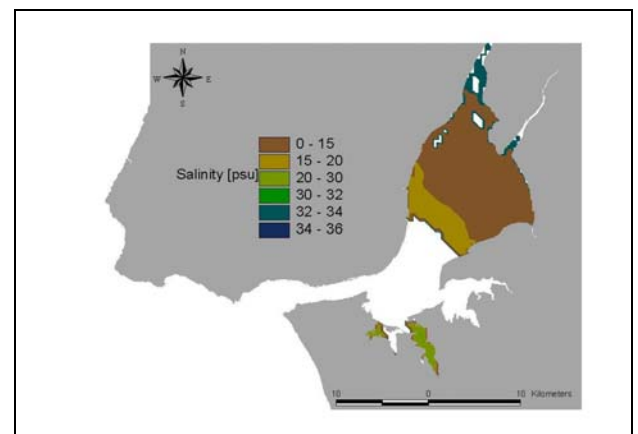 N
W E
S
Salinity [psu]
0 - 15
15 - 20
20 - 30
30 - 32
32 - 34
34 - 36
10 0 10 Kilometers